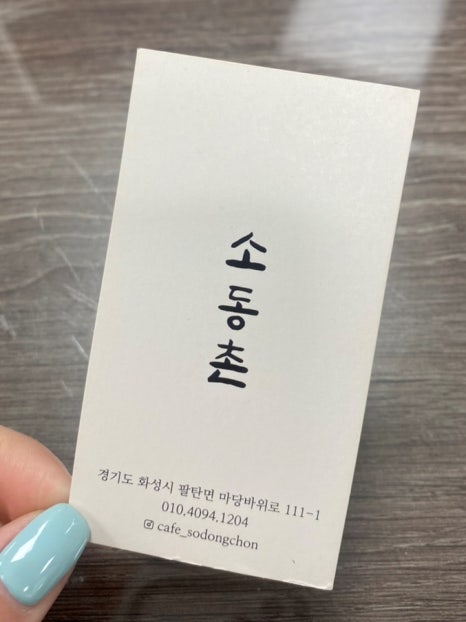 소동촌
경기도 화성시 팔탄면 마당바위로 111-1
010.4094.1204
cafe_sodongchon